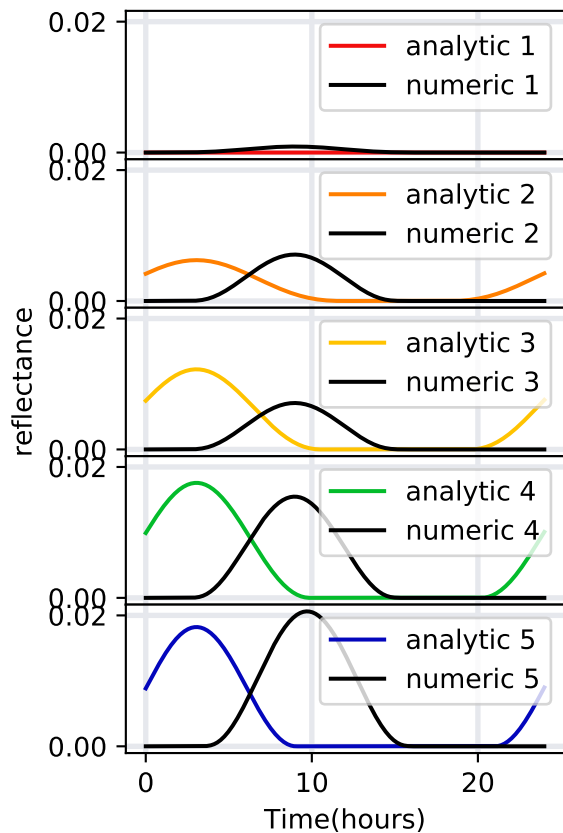 0.02
analytic 1
numeric 1
0.00
0.02
analytic 2
numeric 2
0.00
0.02
analytic 3
numeric 3
0.00
0.02
analytic 4
numeric 4
0.00
0.02
analytic 5
numeric 5
0.00
reflectance
0 10 20
Time(hours)